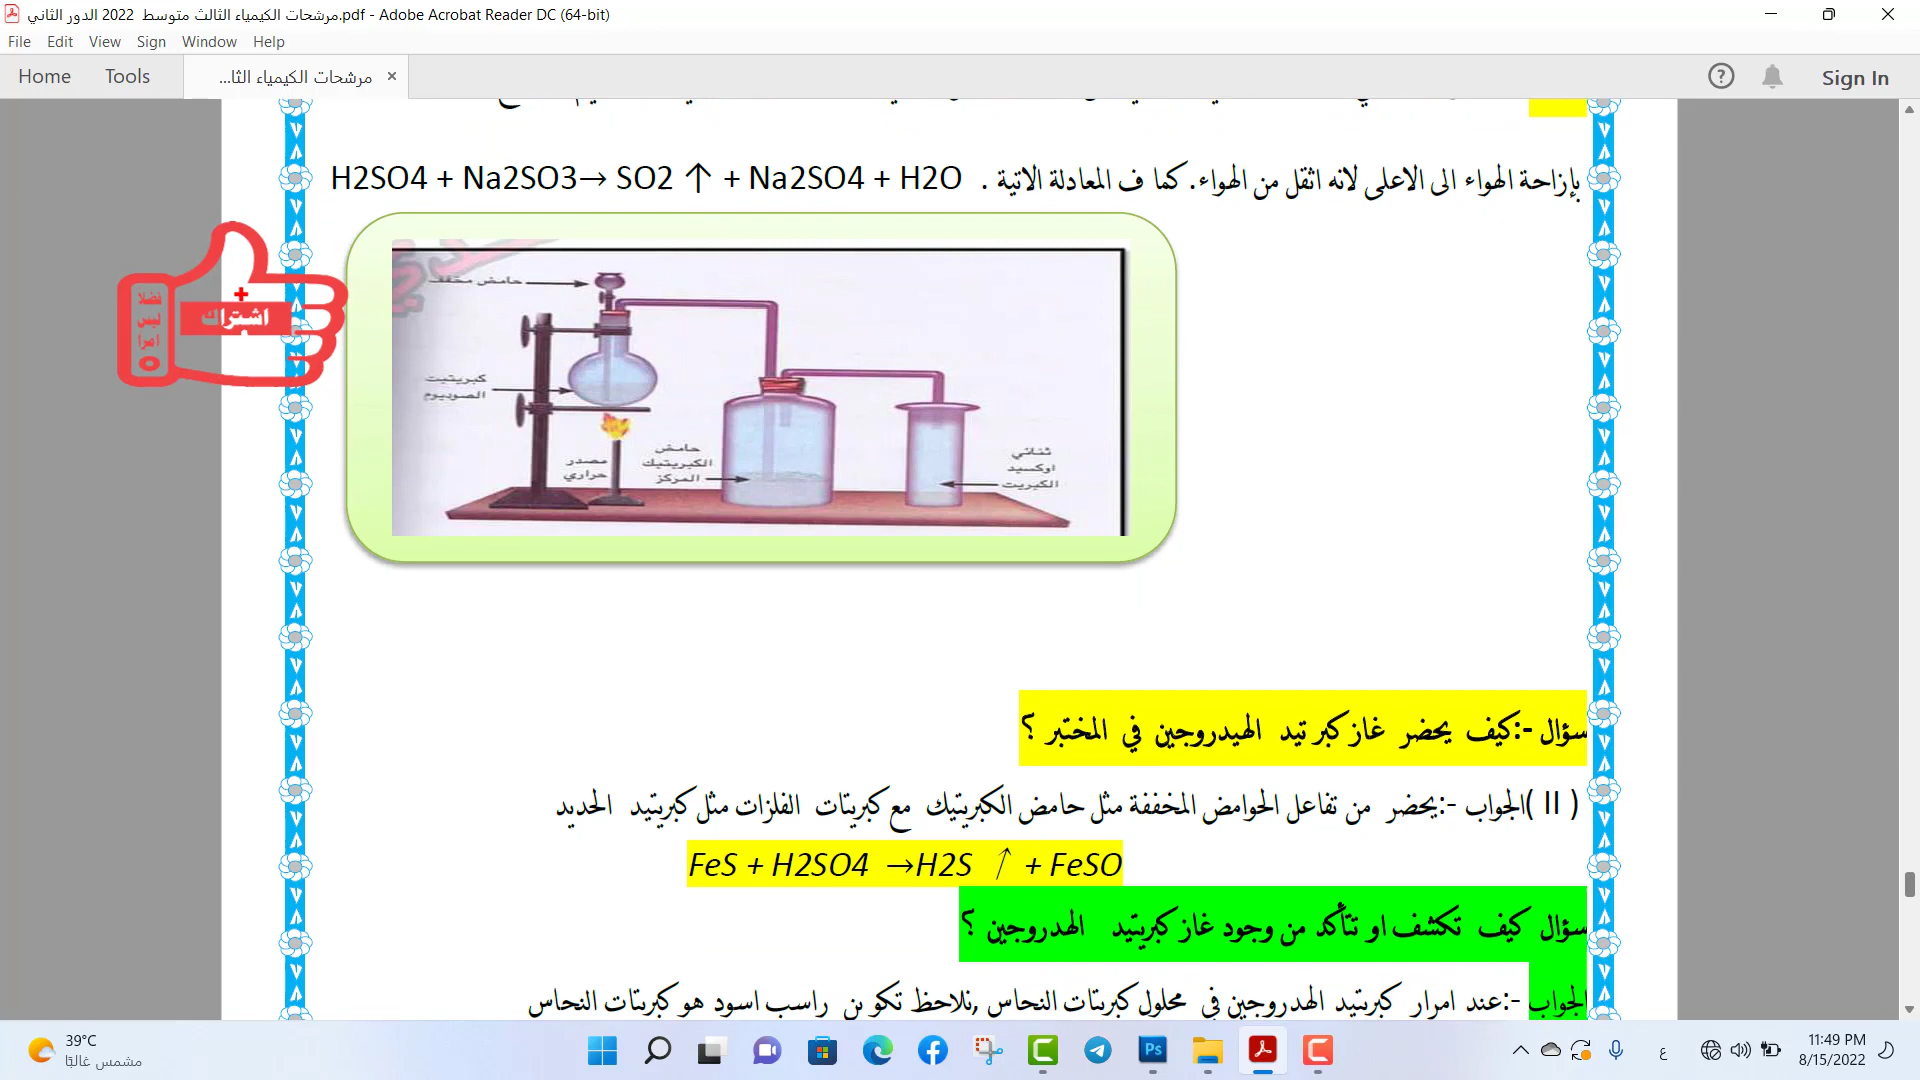 مرشحات الكيمياء الثالث متوسط 2022 الدور الثاني.pdf - Adobe Acrobat Reader DC (64-bit)
File Edit View Sign Window Help
Home Tools مرشحات الكيمياء الثا... × Sign In
بإزاحة الهواء الى الاعلى لانه اثقل من الهواء. كما ف المعادلة الاتية . H2SO4 + Na2SO3→ SO2 ↑ + Na2SO4 + H2O
فضلا
ليس
امرا
+
اشتراك
حامض مخفف
كبريتيت
الصوديوم
مصدر
حراري
حامض
الكبريتيك
المركز
ثنائي
اوكسيد
الكبريت
سؤال -:كيف يحضر غاز كبرتيد الهيدروجين في المختبر ؟
( II )الجواب -:يحضر من تفاعل الحوامض المخففة مثل حامض الكبريتيك مع كبريتات الفلزات مثل كبريتيد الحديد
FeS + H2SO4 →H2S ↑ + FeSO
سؤال كيف تكشف او تتأكد من وجود غاز كبريتيد الهدروجين ؟
الجواب -:عند امرار كبريتيد الهدروجين في محلول كبريتات النحاس ,نلاحظ تكون راسب اسود هو كبريتات النحاس
39°C
مشمس غالبًا
ع
11:49 PM
8/15/2022